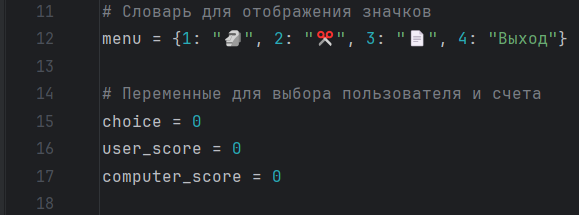 11 # Словарь для отображения значков
12 menu = {1: "🗿", 2: "✂️", 3: "📄", 4: "Выход"}
13
14 # Переменные для выбора пользователя и счета
15 choice = 0
16 user_score = 0
17 computer_score = 0
18